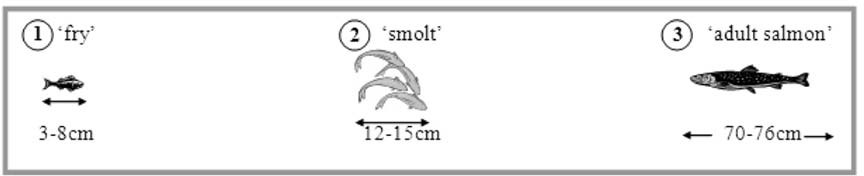 1 'fry'
2 'smolt'
3 'adult salmon'
3-8cm
12-15cm
70-76cm